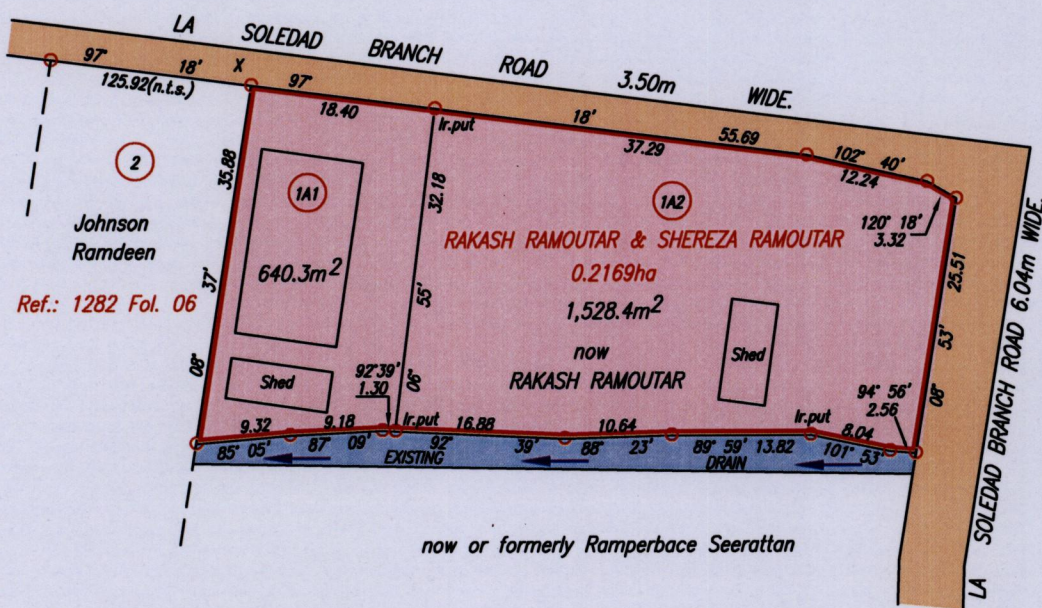 LA SOLEDAD BRANCH ROAD 3.50m WIDE.
97° 18'
125.92(n.t.s.)
X
97° 18'
18.40
Ir.put
55.69
37.29
102° 40'
12.24
120° 18'
3.32
2
Johnson
Ramdeen
Ref.: 1282 Fol. 06
35.88
08° 37'
1A1
640.3m2
Shed
32.18
06° 55'
1A2
RAKASH RAMOUTAR & SHEREZA RAMOUTAR
0.2169ha
1,528.4m2
now
RAKASH RAMOUTAR
Shed
25.51
08° 53'
94° 56'
2.56
92°39'
1.30
Ir.put
Ir.put
9.32
9.18
16.88
10.64
13.82
8.04
85° 05'
87° 09'
92° 39'
88° 23'
89° 59'
101° 53'
EXISTING DRAIN
now or formerly Ramperbace Seerattan
LA SOLEDAD BRANCH ROAD 6.04m WIDE.